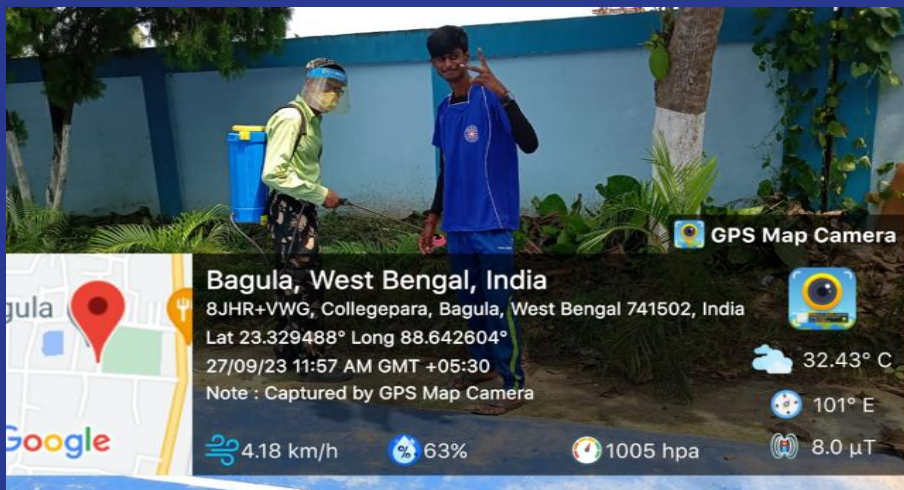 GPS Map Camera
Bagula, West Bengal, India
8JHR+VWG, Collegepara, Bagula, West Bengal 741502, India
Lat 23.329488° Long 88.642604°
27/09/23 11:57 AM GMT +05:30
Note : Captured by GPS Map Camera
gula
Google
32.43° C
101° E
4.18 km/h
63%
1005 hpa
8.0 µT